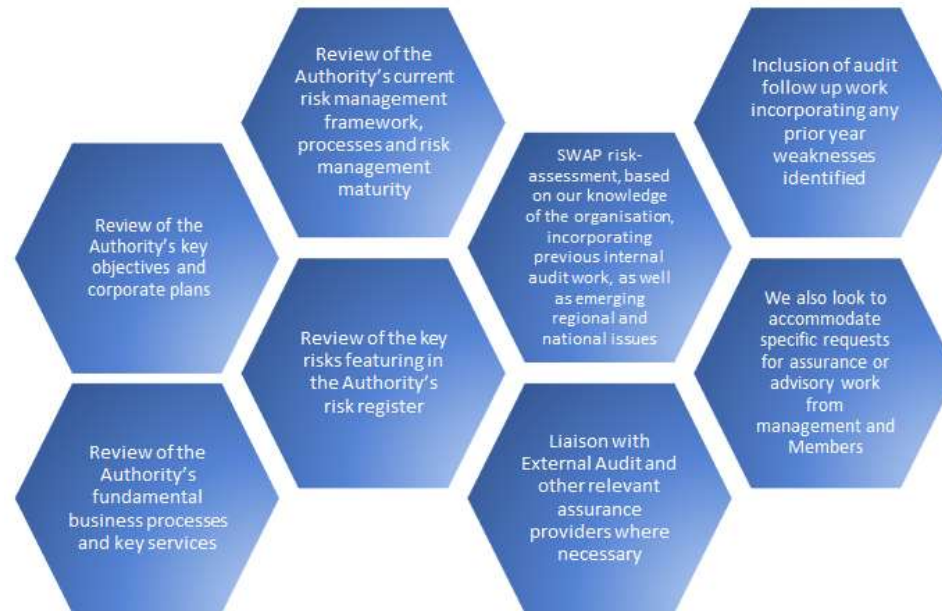 Review of the
Authority's current
risk management
framework,
processes and risk
management
maturity
Inclusion of audit
follow up work
incorporating any
prior year
weaknesses
identified
SWAP risk-
assessment, based
on our knowledge
of the organisation,
incorporating
previous internal
audit work, as well
as emerging
regional and
national issues
Review of the
Authority's key
objectives and
corporate plans
Review of the key
risks featuring in
the Authority's
risk register
We also look to
accommodate
specific requests
for assurance or
advisory work
from
management and
Members
Review of the
Authority's
fundamental
business processes
and key services
Liaison with
External Audit and
other relevant
assurance
providers where
necessary